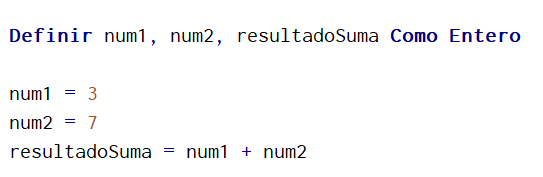 Definir num1, num2, resultadoSuma Como Entero
num1 = 3
num2 = 7
resultadoSuma = num1 + num2